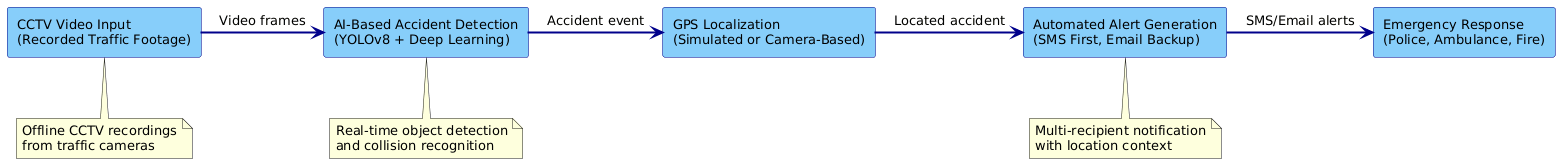 CCTV Video Input
(Recorded Traffic Footage)
Video frames
AI-Based Accident Detection
(YOLOv8 + Deep Learning)
Accident event
GPS Localization
(Simulated or Camera-Based)
Located accident
Automated Alert Generation
(SMS First, Email Backup)
SMS/Email alerts
Emergency Response
(Police, Ambulance, Fire)
Offline CCTV recordings
from traffic cameras
Real-time object detection
and collision recognition
Multi-recipient notification
with location context